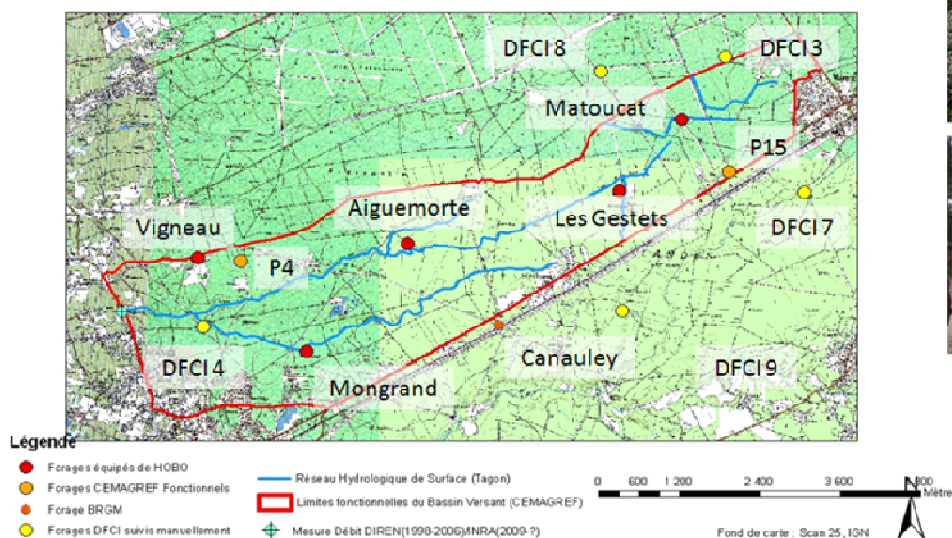 DFCI 8
DFCI 3
Matoucat
P15
Aiguemorte
Les Gestets
Vigneau
DFCI 7
P4
Canauley
DFCI 4
DFCI 9
Mongrand
Légende
Forages équipés de HOBO
Forages CEMAGREF Fonctionnels
Forage BRGM
Forages DFCI suivis manuellement
Réseau Hydrologique de Surface (Tagon)
Limites fonctionnelles du Bassin Versant (CEMAGREF)
Mesure Débit DIREN(1998-2006)/INRA(2009-?)
0 600 1 200 2 400 3 600 4 800
Mètre
N
Fond de carte : Scan 25, IGN